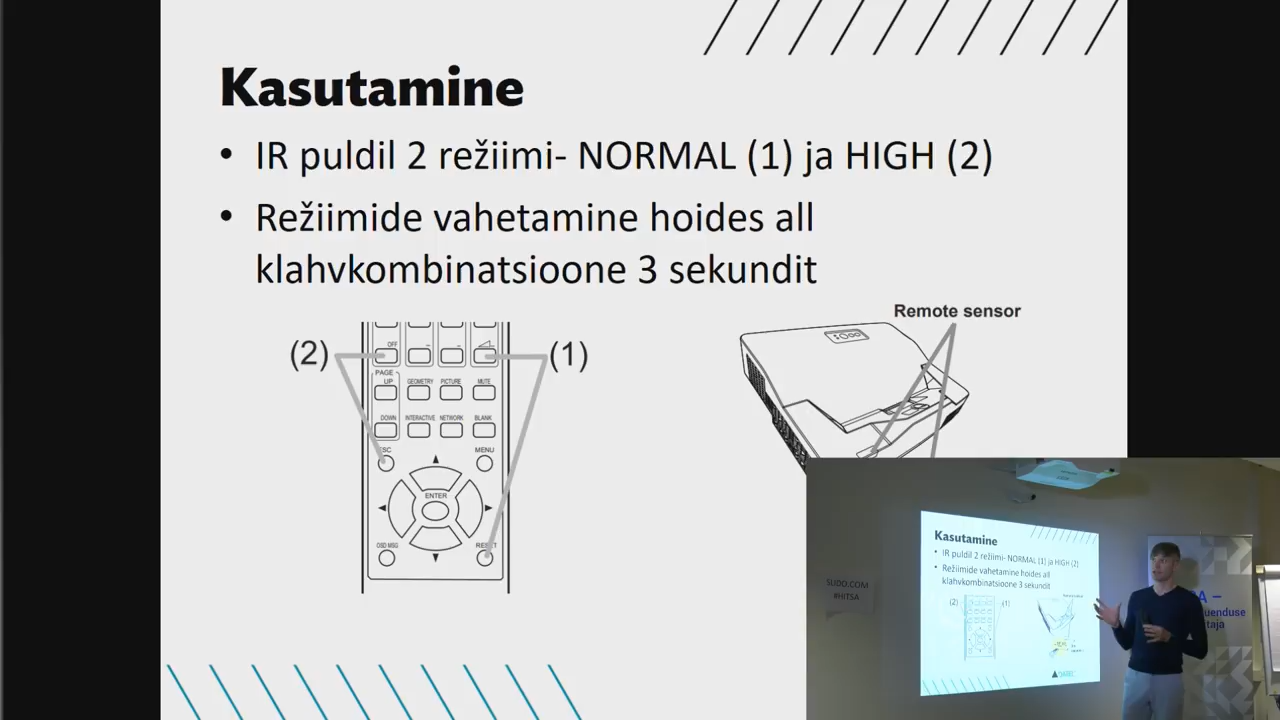 Kasutamine
• IR puldil 2 režiimi- NORMAL (1) ja HIGH (2)
• Režiimide vahetamine hoides all
klahvkombinatsioone 3 sekundit
Remote sensor
(2)
(1)
OFF
PAGE
UP
GEOMETRY
PICTURE
MUTE
DOWN
INTERACTIVE
NETWORK
BLANK
ESC
MENU
ENTER
OSD MSG
RESET
Kasutamine
• IR puldil 2 režiimi- NORMAL (1) ja HIGH (2)
• Režiimide vahetamine hoides all
klahvkombinatsioone 3 sekundit
(2)
(1)
SUDO.COM
#HITSA
A –
uenduse
taja